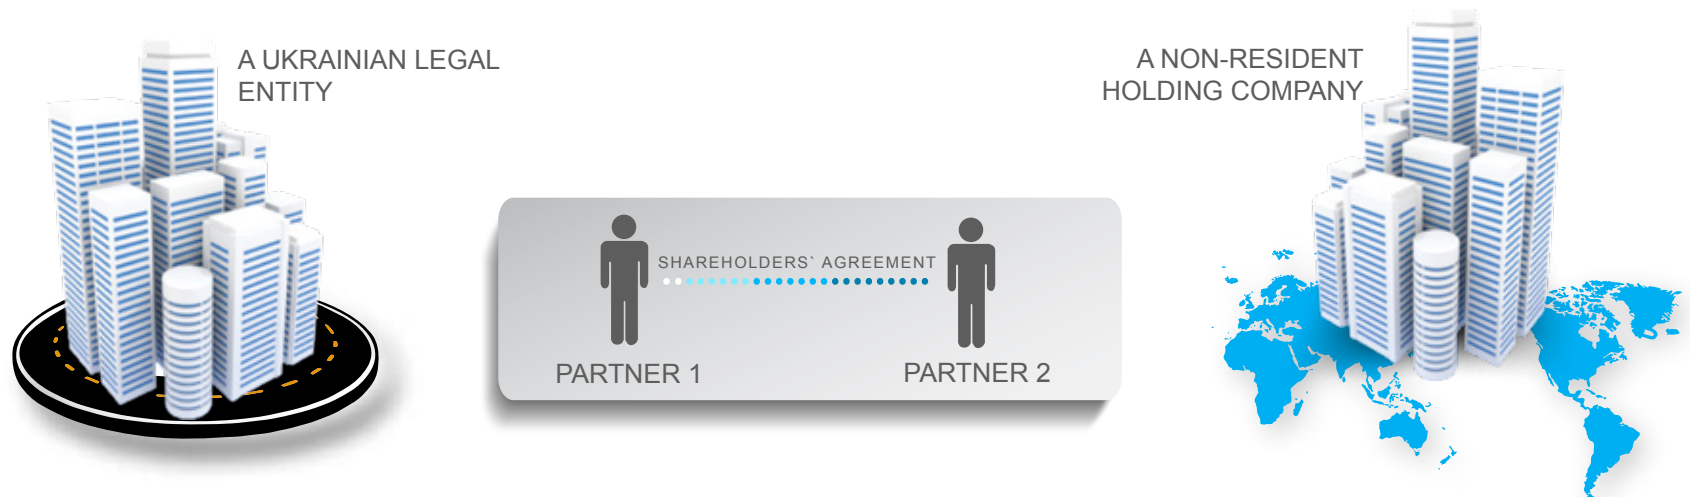 A UKRAINIAN LEGAL
ENTITY
A NON-RESIDENT
HOLDING COMPANY
SHAREHOLDERS` AGREEMENT
PARTNER 1
PARTNER 2